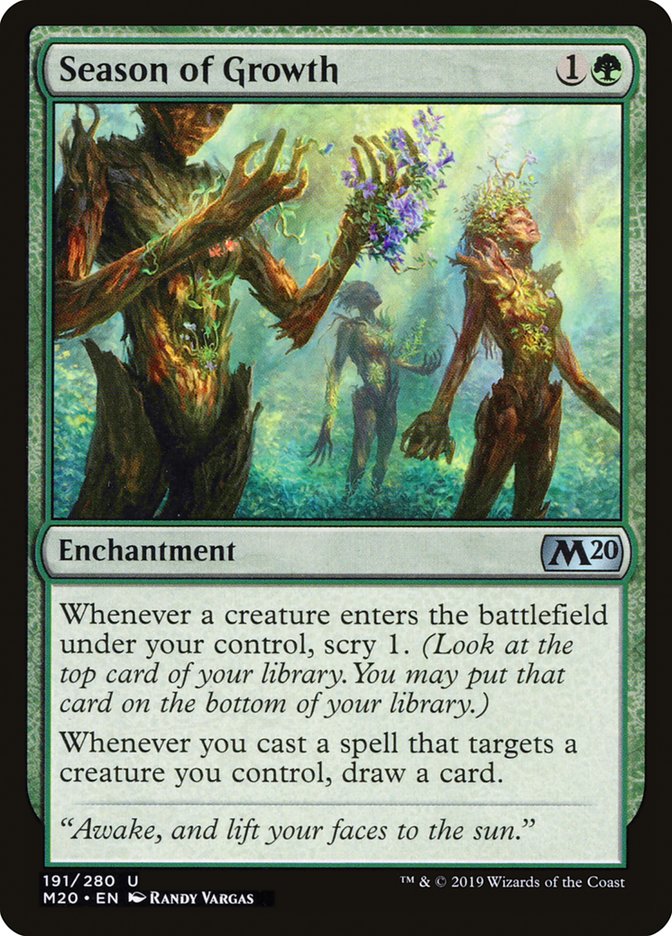 Season of Growth 1
Enchantment M20
Whenever a creature enters the battlefield
under your control, scry 1. (Look at the
top card of your library. You may put that
card on the bottom of your library.)
Whenever you cast a spell that targets a
creature you control, draw a card.
“Awake, and lift your faces to the sun.”
191/280 U ™ & © 2019 Wizards of the Coast
M20 • EN Randy Vargas